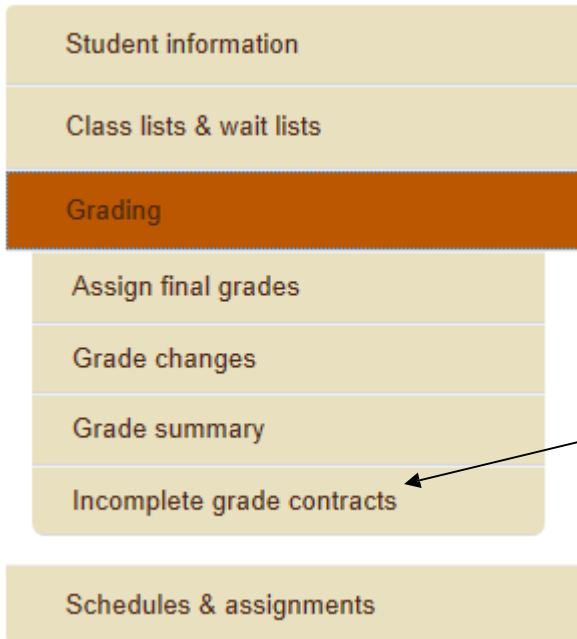 Student information
Class lists & wait lists
Grading
Assign final grades
Grade changes
Grade summary
Incomplete grade contracts
Schedules & assignments